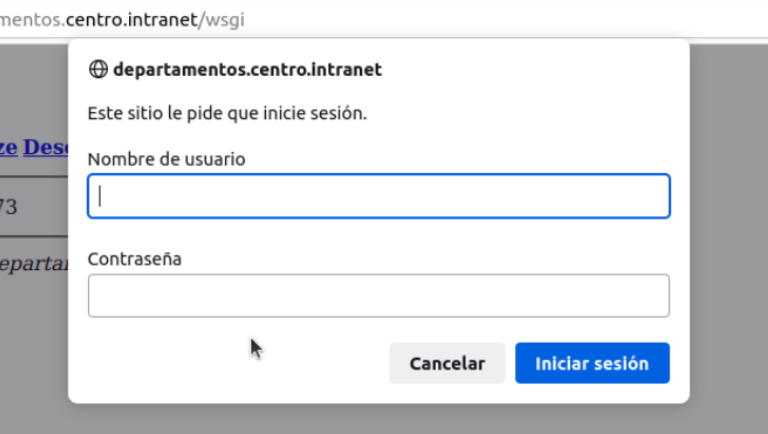 mentos.centro.intranet/wsgi
departamentos.centro.intranet
Este sitio le pide que inicie sesión.
ze Desc
Nombre de usuario
73
Contraseña
Cancelar
Iniciar sesión